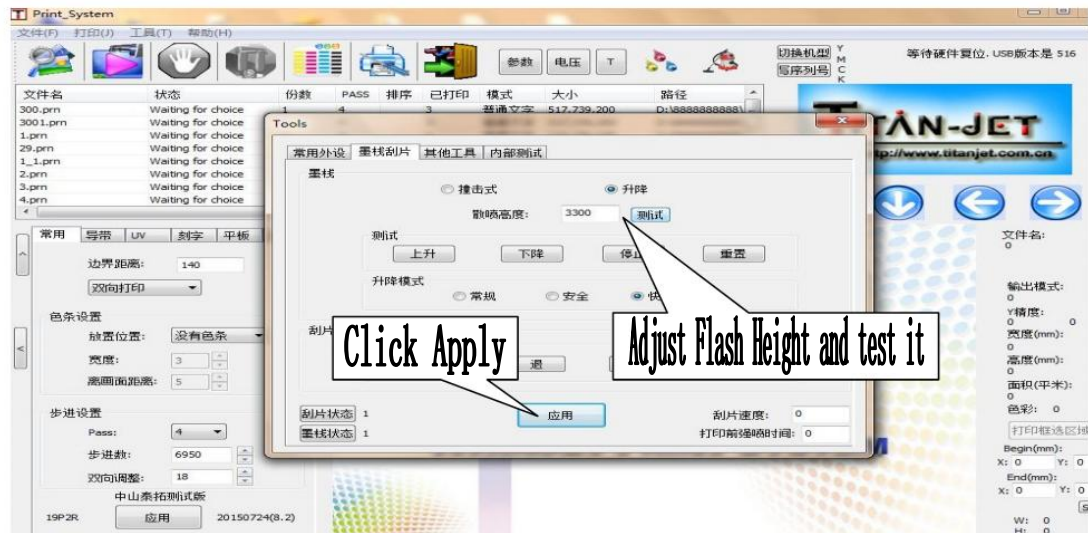 Print_System
文件(F) 打印(J) 工具(T) 帮助(H)
参数 电压 T 切换机型 写序列号 Y M C K 等待硬件复位. USB版本是 516
文件名 状态 份数 PASS 排序 已打印 模式 大小 路径
300.prn Waiting for choice 1 4 3 普通文字 517,739,200 D:\8888888888\
3001.prn Waiting for choice
1.prn Waiting for choice
29.prn Waiting for choice
1_1.prn Waiting for choice
2.prn Waiting for choice
3.prn Waiting for choice
4.prn Waiting for choice
TAN-JET
tp://www.titanjet.com.cn
Tools
常用外设 墨栈刮片 其他工具 内部测试
墨栈
撞击式 升降
散喷高度: 3300 测试
测试
上升 下降 重置
升降模式
常规 安全
Click Apply
Adjust Flash Height and test it
退
刮片状态 1 应用 刮片速度: 0
墨栈状态 1 打印前强喷时间: 0
常用 导带 UV 刻字 平板
边界距离: 140
双向打印
色条设置
放置位置: 没有色条
宽度: 3
离画面距离: 5
步进设置
Pass: 4
步进数: 6950
双向调整: 18
中山泰拓测试版
19P2R 应用 20150724(8.2)
文件名:
0
输出模式:
0
Y精度:
0 0
宽度(mm):
0
高度(mm):
0
面积(平米):
0
色彩: 0
打印框选区域
Begin(mm):
X: 0 Y: 0
End(mm):
X: 0 Y: 0
S
W: 0
H: 0